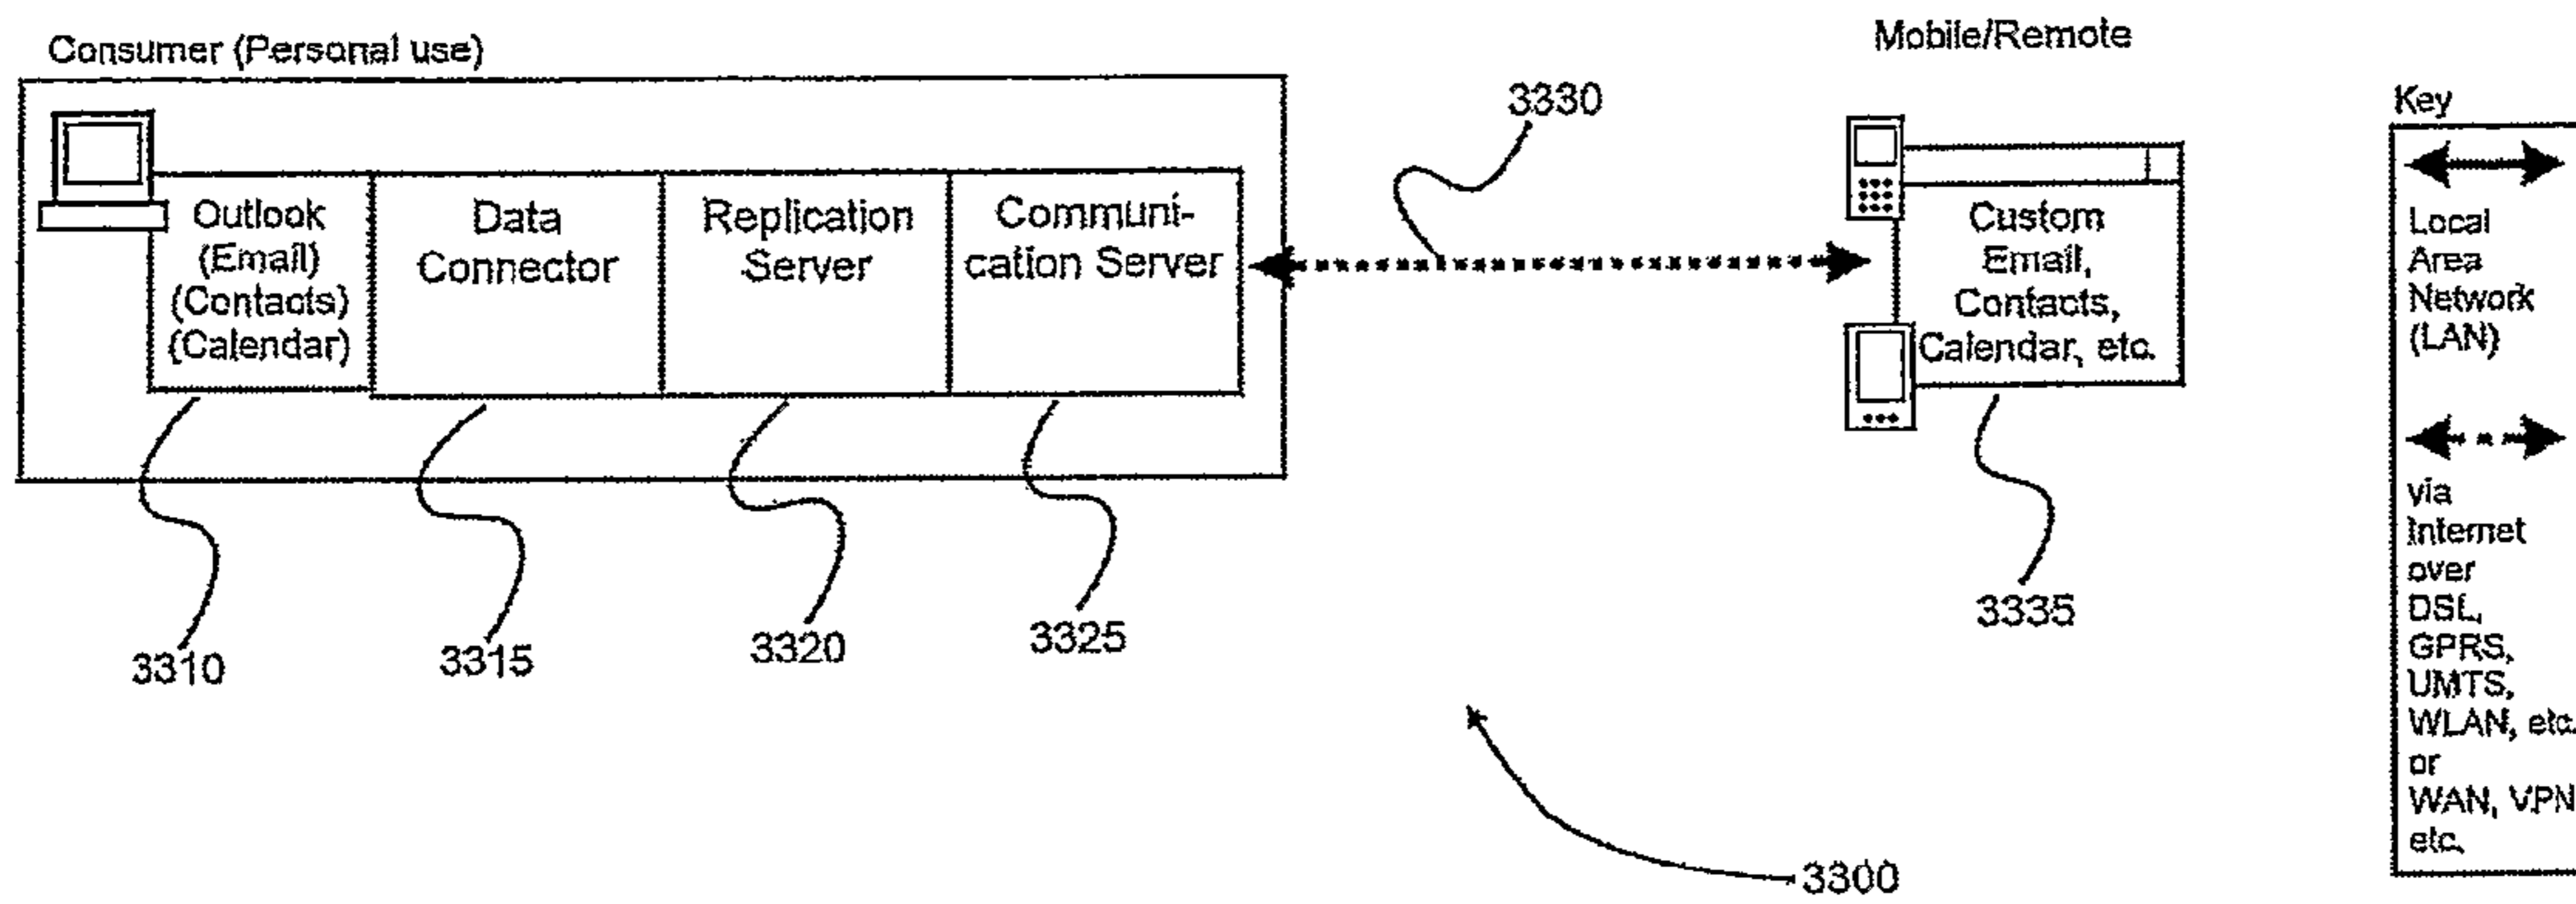 Consumer (Personal use)
Outlook
(Email)
(Contacts)
(Calendar)
Data
Connector
Replication
Server
Communi-
cation Server
3310
3315
3320
3325
3330
Mobile/Remote
Custom
Email,
Contacts,
Calendar, etc.
3335
3300
Key
Local
Area
Network
(LAN)
via
Internet
over
DSL,
GPRS,
UMTS,
WLAN, etc.
or
WAN, VPN
etc.